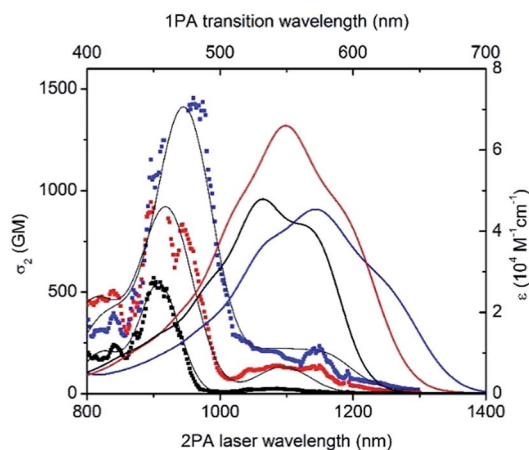 1PA transition wavelength (nm)
400 500 600 700
1500
1000
500
0
σ₂ (GM)
8
6
4
2
0
ε (10⁴ M⁻¹cm⁻¹)
800 1000 1200 1400
2PA laser wavelength (nm)